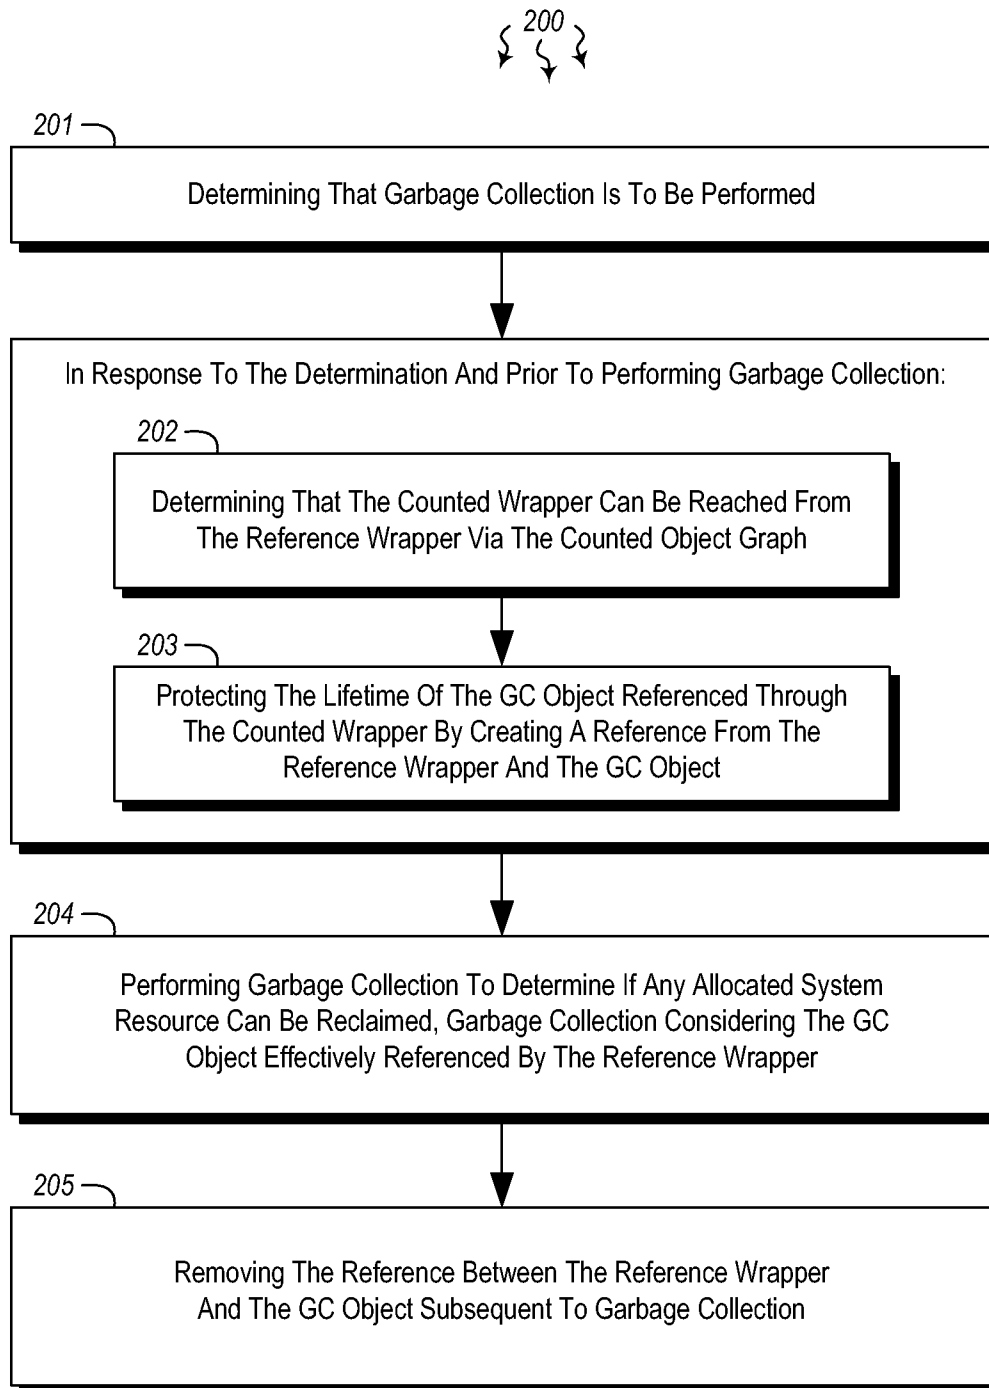 200
201
Determining That Garbage Collection Is To Be Performed
In Response To The Determination And Prior To Performing Garbage Collection:
202
Determining That The Counted Wrapper Can Be Reached From
The Reference Wrapper Via The Counted Object Graph
203
Protecting The Lifetime Of The GC Object Referenced Through
The Counted Wrapper By Creating A Reference From The
Reference Wrapper And The GC Object
204
Performing Garbage Collection To Determine If Any Allocated System
Resource Can Be Reclaimed, Garbage Collection Considering The GC
Object Effectively Referenced By The Reference Wrapper
205
Removing The Reference Between The Reference Wrapper
And The GC Object Subsequent To Garbage Collection